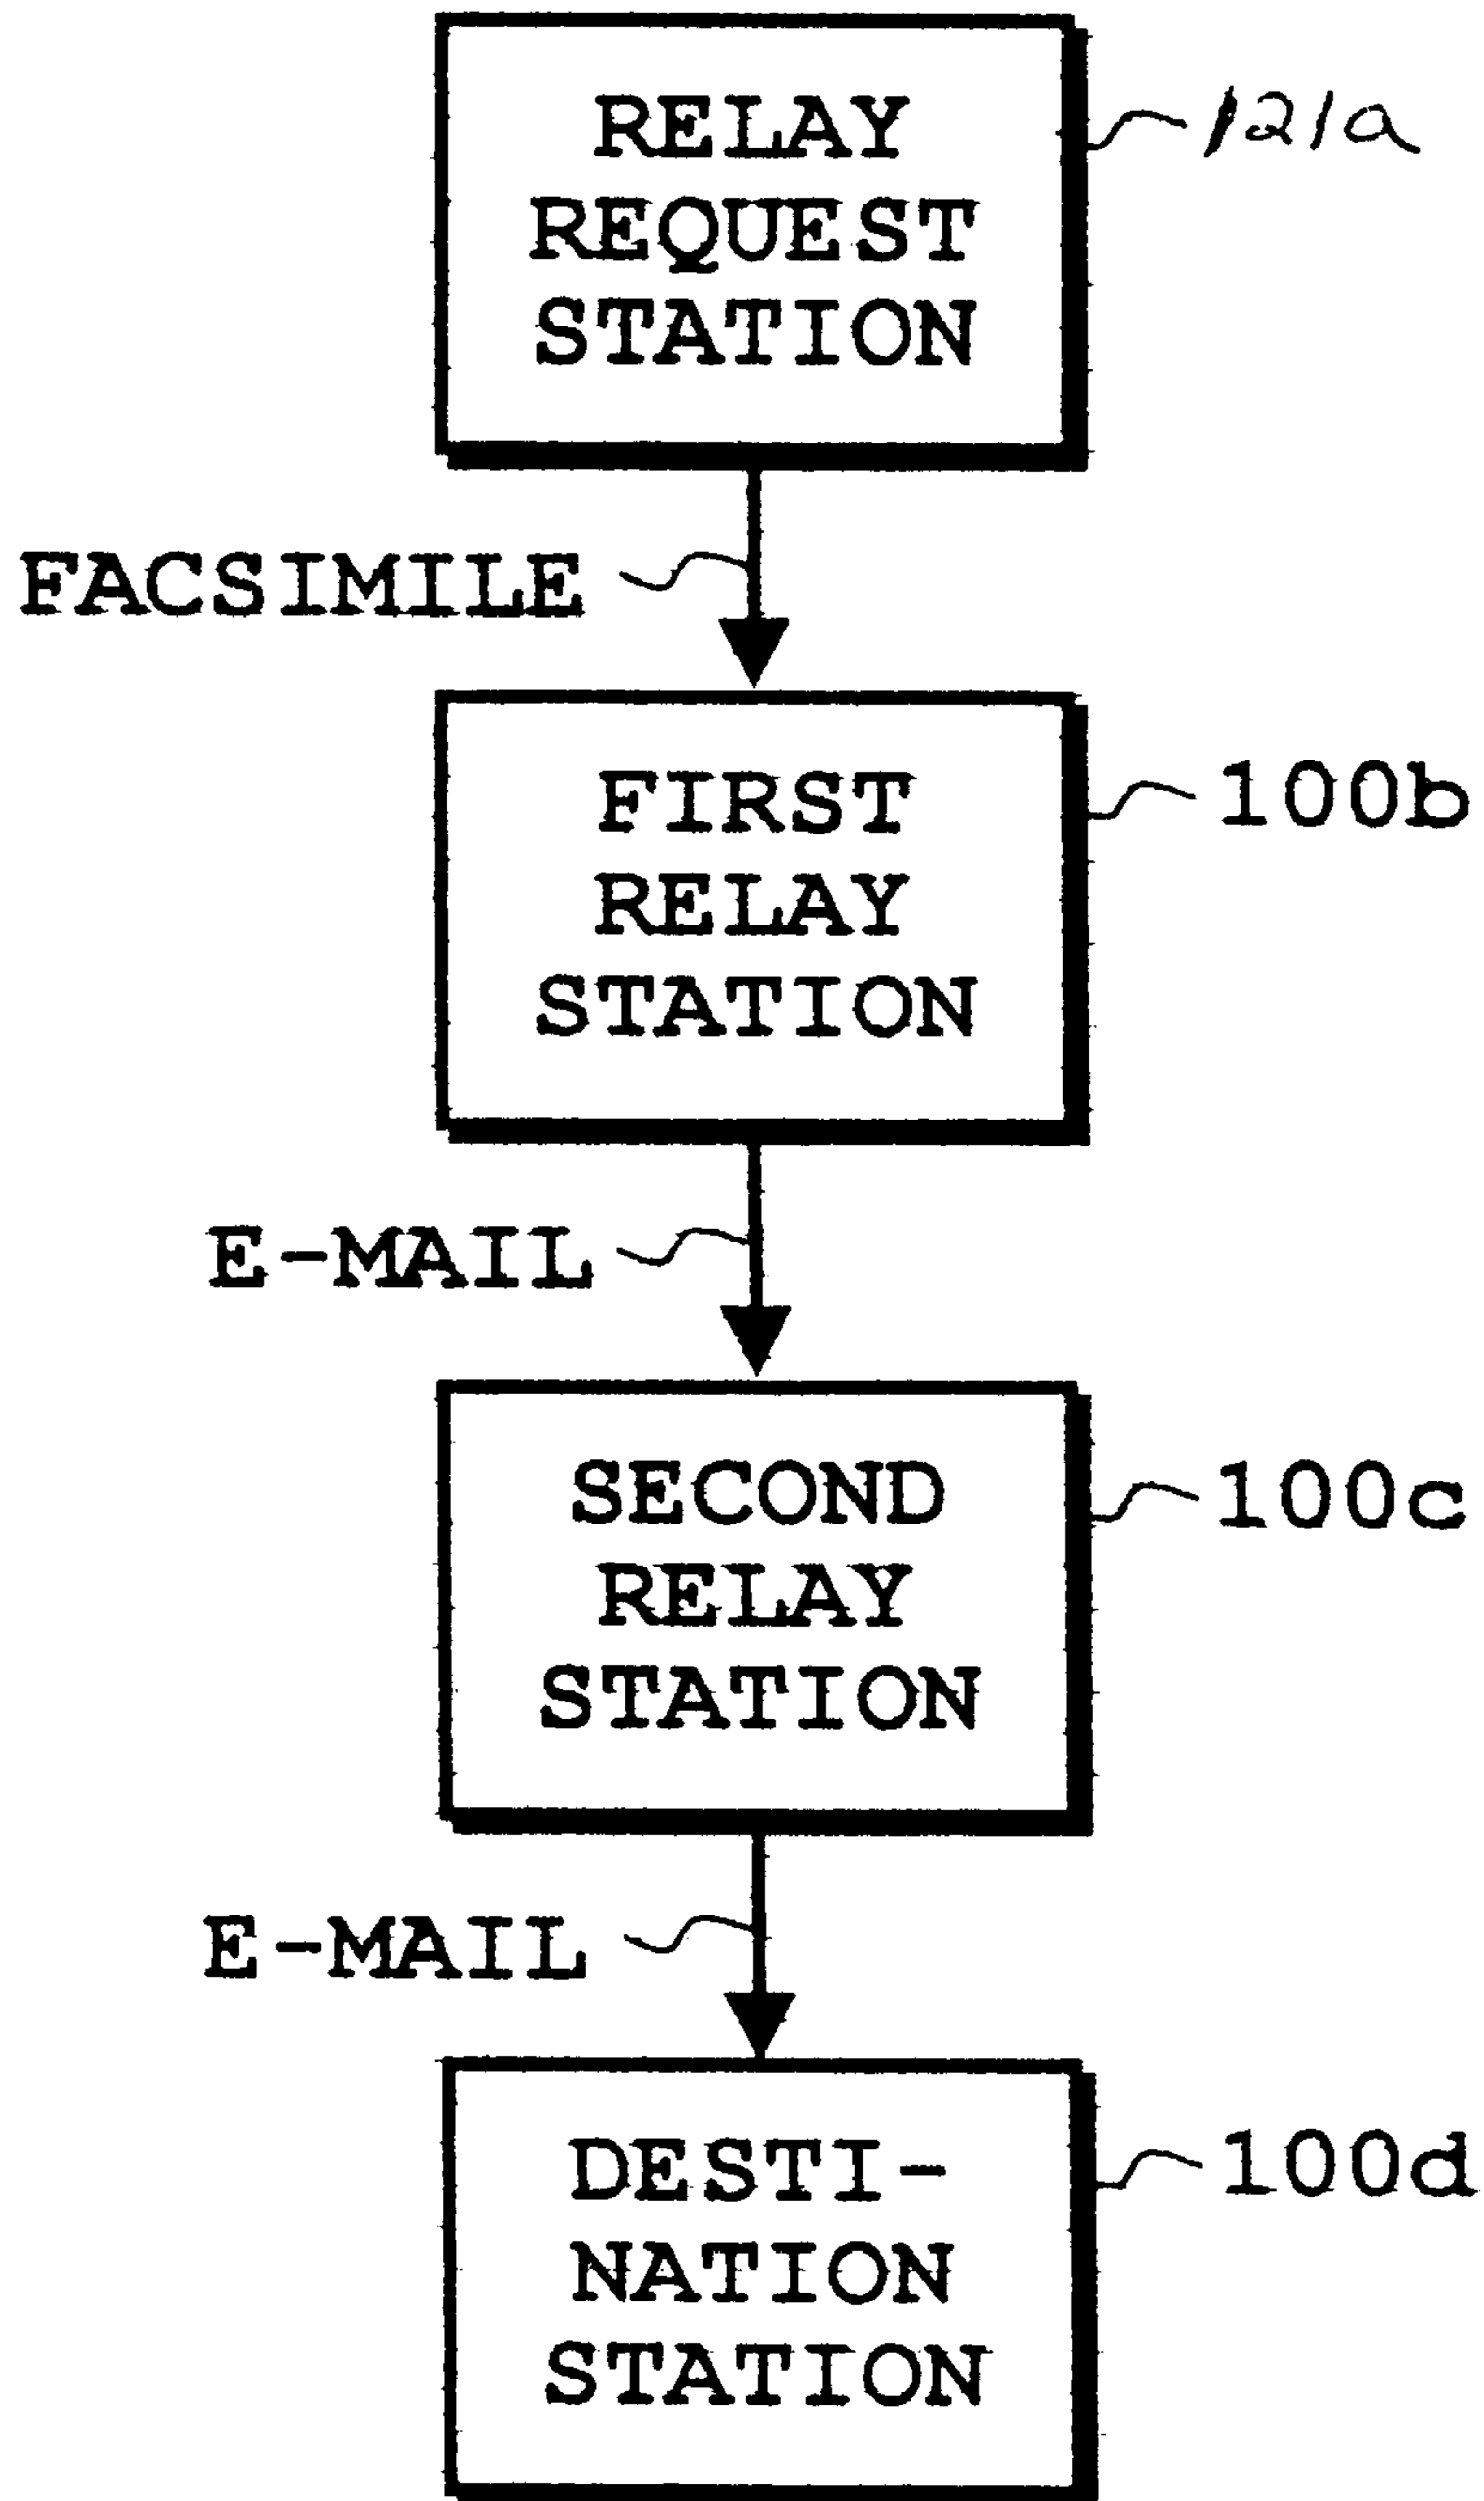 RELAY
REQUEST
STATION
121a
FACSIMILE
FIRST
RELAY
STATION
100b
E-MAIL
SECOND
RELAY
STATION
100c
E-MAIL
DESTI-
NATION
STATION
100d